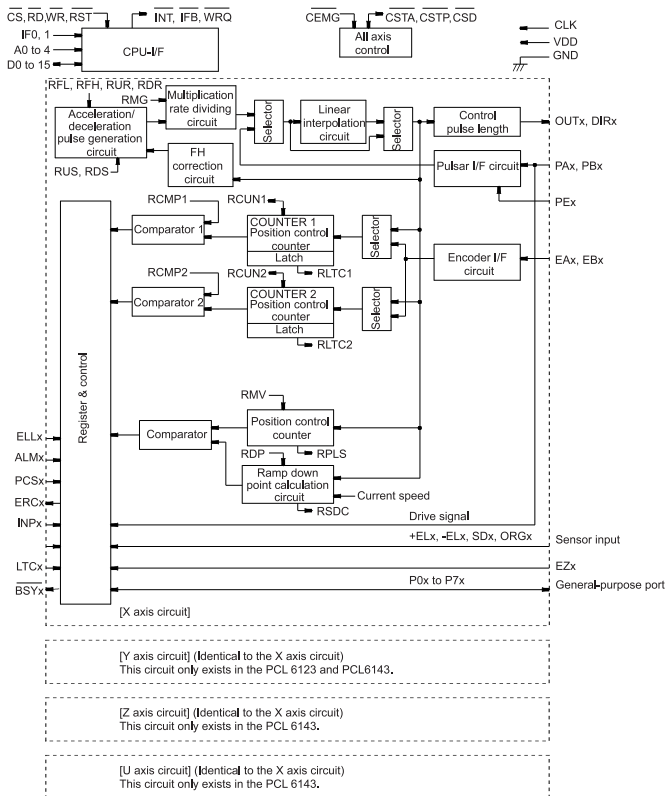 CS, RD,WR, RST
INT, IFB, WRQ
CEMG
CSTA, CSTP, CSD
CLK
VDD
GND
IF0, 1
A0 to 4
D0 to 15
CPU-I/F
All axis
control
RFL, RFH, RUR, RDR
RMG
Multiplication
rate dividing
circuit
Selector
Linear
interpolation
circuit
Selector
Control
pulse length
OUTx, DIRx
Acceleration/
deceleration
pulse generation
circuit
RUS, RDS
FH
correction
circuit
Pulsar I/F circuit
PAx, PBx
PEx
RCMP1
RCUN1
Comparator 1
COUNTER 1
Position control
counter
Latch
RLTC1
Selector
Encoder I/F
circuit
EAx, EBx
RCMP2
RCUN2
Comparator 2
COUNTER 2
Position control
counter
Latch
RLTC2
Selector
Register & control
RMV
Comparator
Position control
counter
RPLS
RDP
Ramp down
point calculation
circuit
Current speed
RSDC
ELLx
ALMx
PCSx
ERCx
INPx
LTCx
BSYx
Drive signal
+ELx, -ELx, SDx, ORGx
Sensor input
EZx
P0x to P7x
General-purpose port
[X axis circuit]
[Y axis circuit] (Identical to the X axis circuit)
This circuit only exists in the PCL 6123 and PCL6143.
[Z axis circuit] (Identical to the X axis circuit)
This circuit only exists in the PCL 6143.
[U axis circuit] (Identical to the X axis circuit)
This circuit only exists in the PCL 6143.